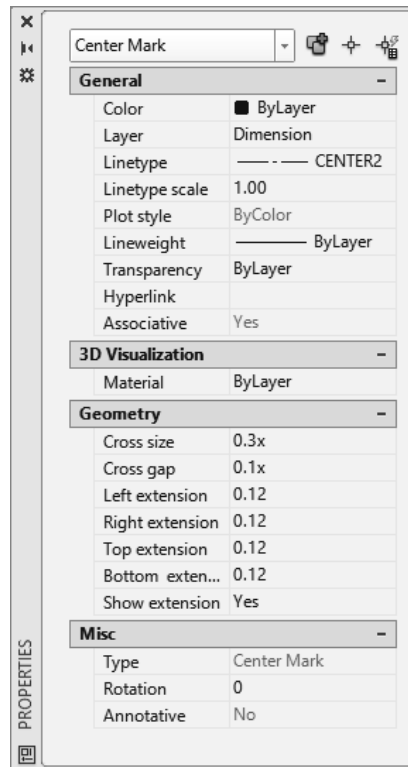 Center Mark
General
Color ByLayer
Layer Dimension
Linetype CENTER2
Linetype scale 1.00
Plot style ByColor
Lineweight ByLayer
Transparency ByLayer
Hyperlink
Associative Yes
3D Visualization
Material ByLayer
Geometry
Cross size 0.3x
Cross gap 0.1x
Left extension 0.12
Right extension 0.12
Top extension 0.12
Bottom exten... 0.12
Show extension Yes
Misc
Type Center Mark
Rotation 0
Annotative No
PROPERTIES